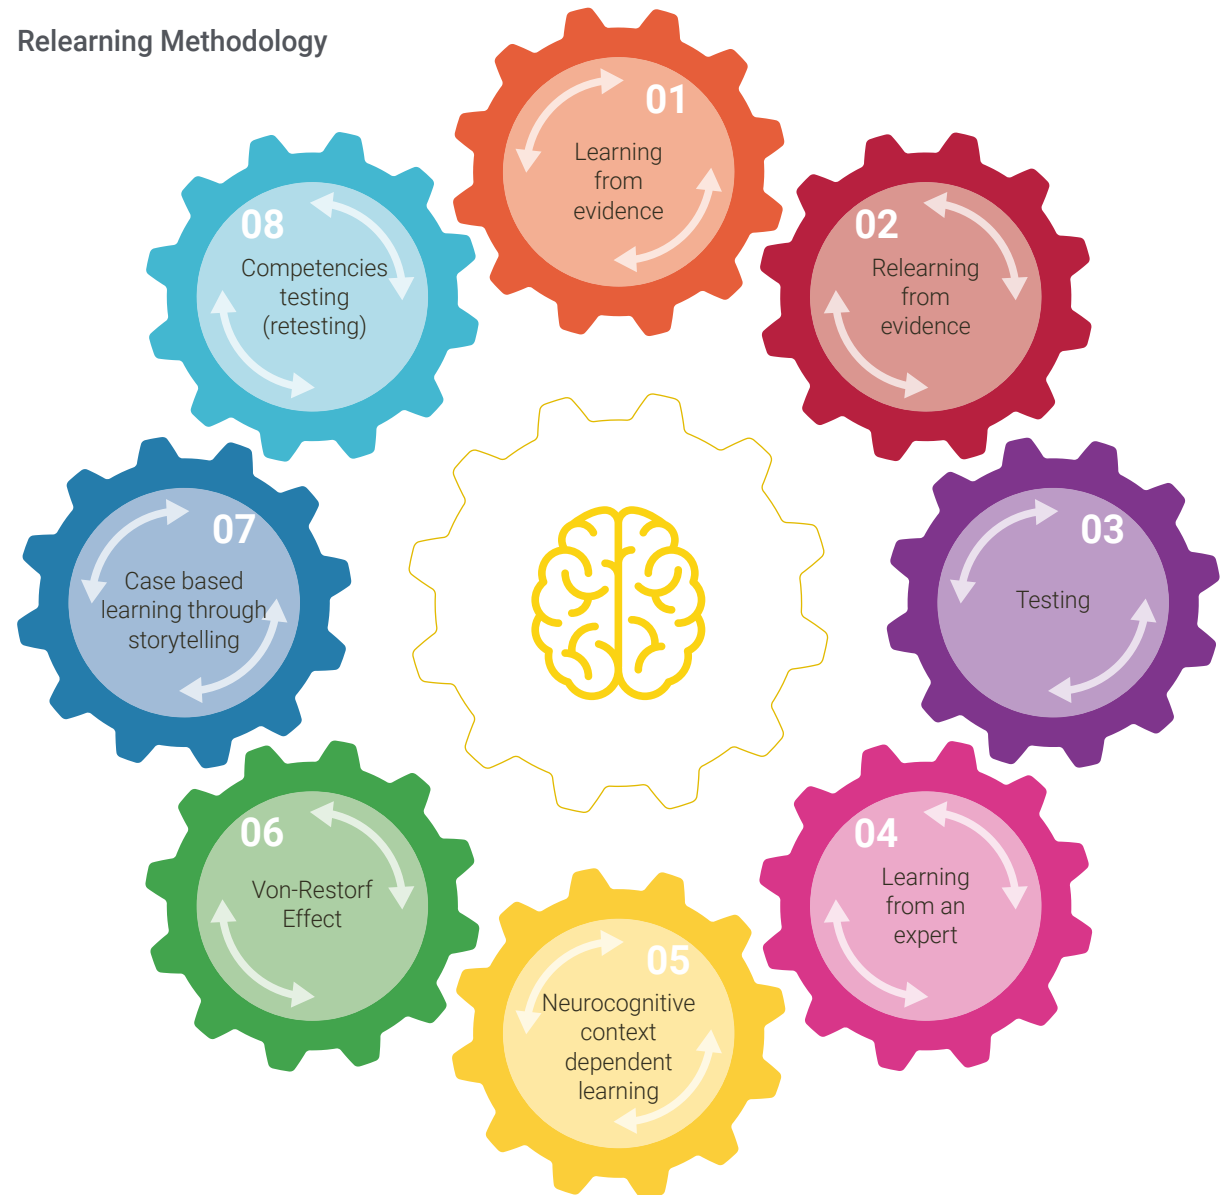 Relearning Methodology
01
Learning
from
evidence
02
Relearning
from
evidence
03
Testing
04
Learning
from an
expert
05
Neurocognitive
context
dependent
learning
06
Von-Restorf
Effect
07
Case based
learning through
storytelling
08
Competencies
testing
(retesting)